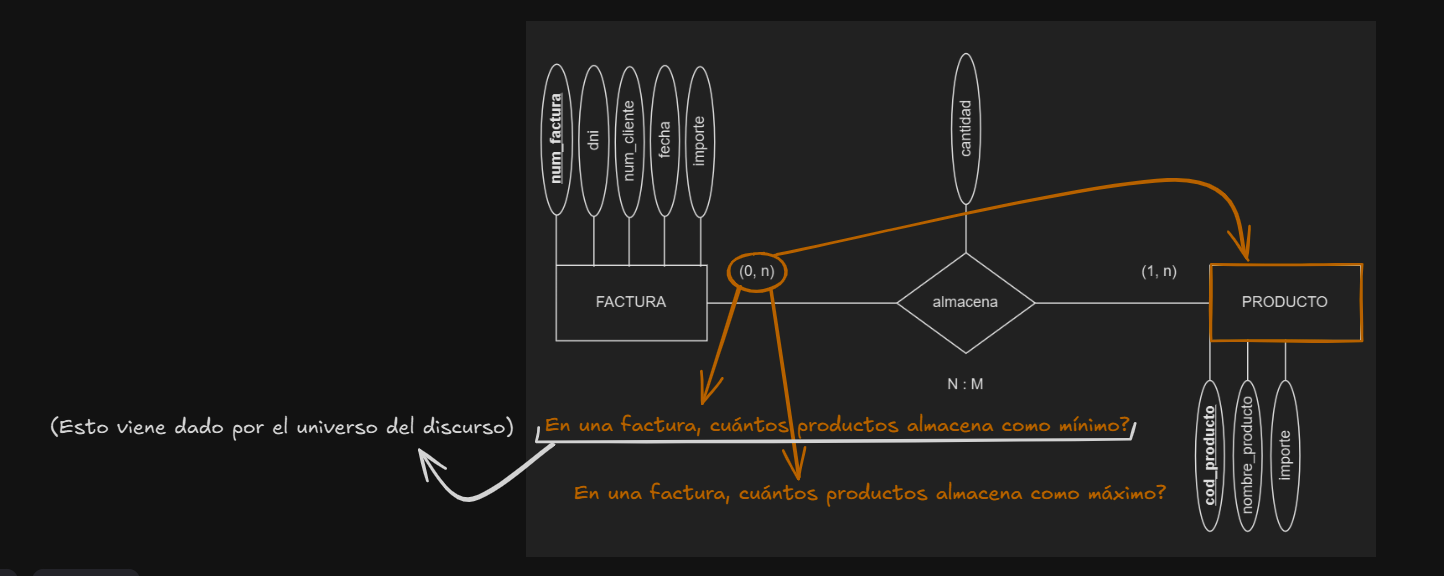 num_factura
dni
num_cliente
fecha
importe
cantidad
(0, n)
(1, n)
FACTURA
almacena
PRODUCTO
N : M
(Esto viene dado por el universo del discurso)
En una factura, cuántos productos almacena como mínimo?
En una factura, cuántos productos almacena como máximo?
cod_producto
nombre_producto
importe